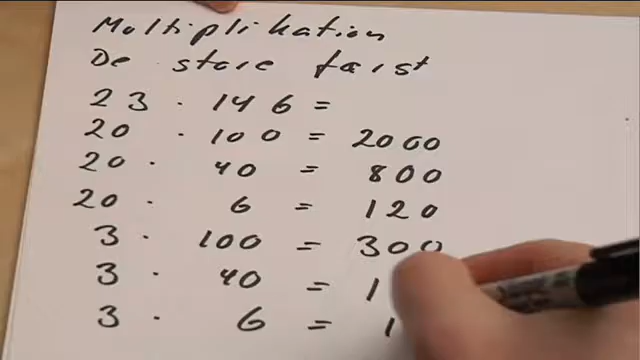 Multiplikation
De store først
23 · 146 =
20 · 100 = 2000
20 · 40 = 800
20 · 6 = 120
3 · 100 = 300
3 · 40 = 1
3 · 6 = 1